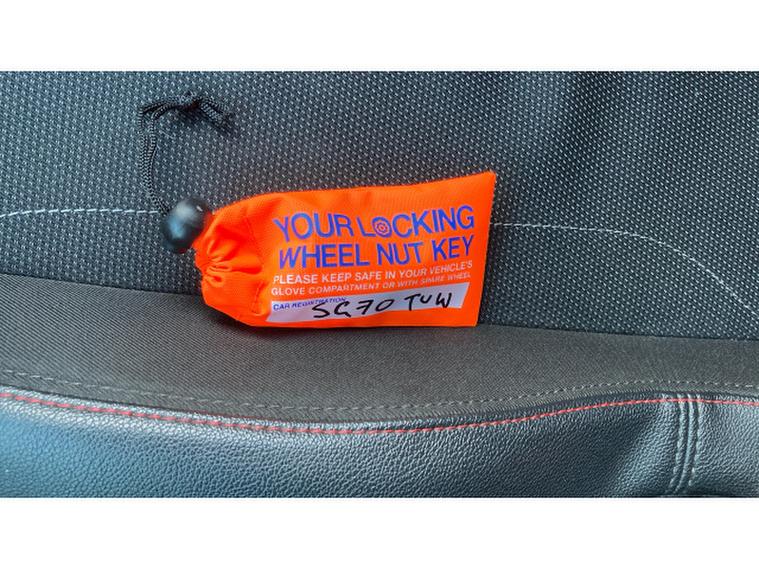 YOUR LOCKING
WHEEL NUT KEY
PLEASE KEEP SAFE IN YOUR VEHICLE'S
GLOVE COMPARTMENT OR WITH SPARE WHEEL
CAR REGISTRATION
SG70 TUW